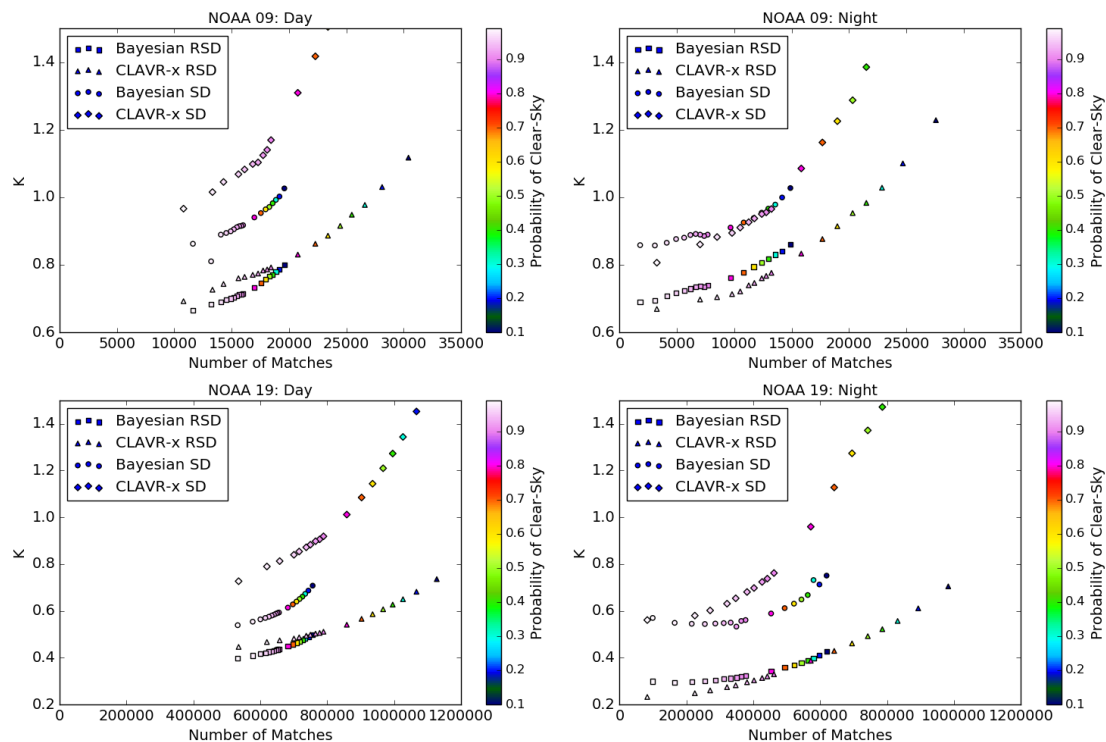 NOAA 09: Day
1.4
1.2
1.0
0.8
0.6
K
Bayesian RSD
CLAVR-x RSD
Bayesian SD
CLAVR-x SD
0 5000 10000 15000 20000 25000 30000 35000
Number of Matches
0.9
0.8
0.7
0.6
0.5
0.4
0.3
0.2
0.1
Probability of Clear-Sky
NOAA 09: Night
1.4
1.2
1.0
0.8
0.6
K
Bayesian RSD
CLAVR-x RSD
Bayesian SD
CLAVR-x SD
0 5000 10000 15000 20000 25000 30000 35000
Number of Matches
0.9
0.8
0.7
0.6
0.5
0.4
0.3
0.2
0.1
Probability of Clear-Sky
NOAA 19: Day
1.4
1.2
1.0
0.8
0.6
0.4
0.2
K
Bayesian RSD
CLAVR-x RSD
Bayesian SD
CLAVR-x SD
0 200000 400000 600000 800000 1000000 1200000
Number of Matches
0.9
0.8
0.7
0.6
0.5
0.4
0.3
0.2
0.1
Probability of Clear-Sky
NOAA 19: Night
1.4
1.2
1.0
0.8
0.6
0.4
0.2
K
Bayesian RSD
CLAVR-x RSD
Bayesian SD
CLAVR-x SD
0 200000 400000 600000 800000 1000000 1200000
Number of Matches
0.9
0.8
0.7
0.6
0.5
0.4
0.3
0.2
0.1
Probability of Clear-Sky